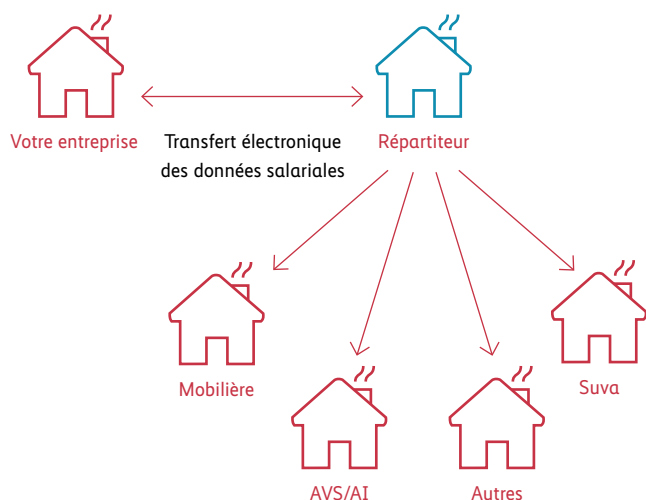 Votre entreprise
Transfert électronique
des données salariales
Répartiteur
Mobilière
Suva
AVS/AI
Autres